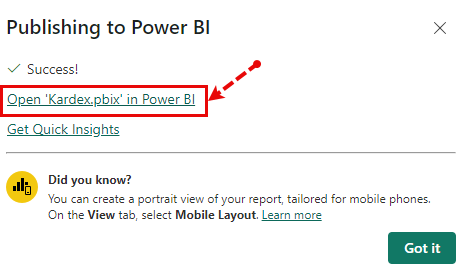 Publishing to Power BI
Success!
Open 'Kardex.pbix' in Power BI
Get Quick Insights
Did you know?
You can create a portrait view of your report, tailored for mobile phones.
On the View tab, select Mobile Layout. Learn more
Got it